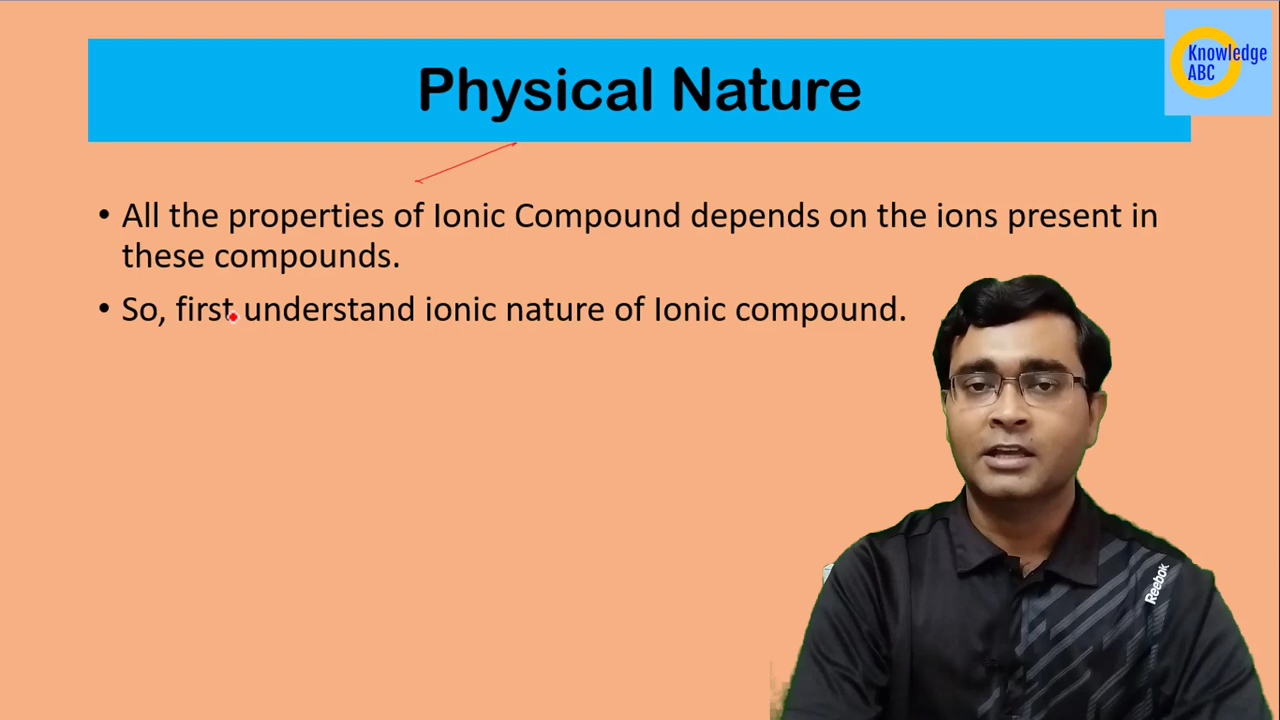 Knowledge
ABC
Physical Nature
• All the properties of Ionic Compound depends on the ions present in
these compounds.
• So, first understand ionic nature of Ionic compound.
Reebok